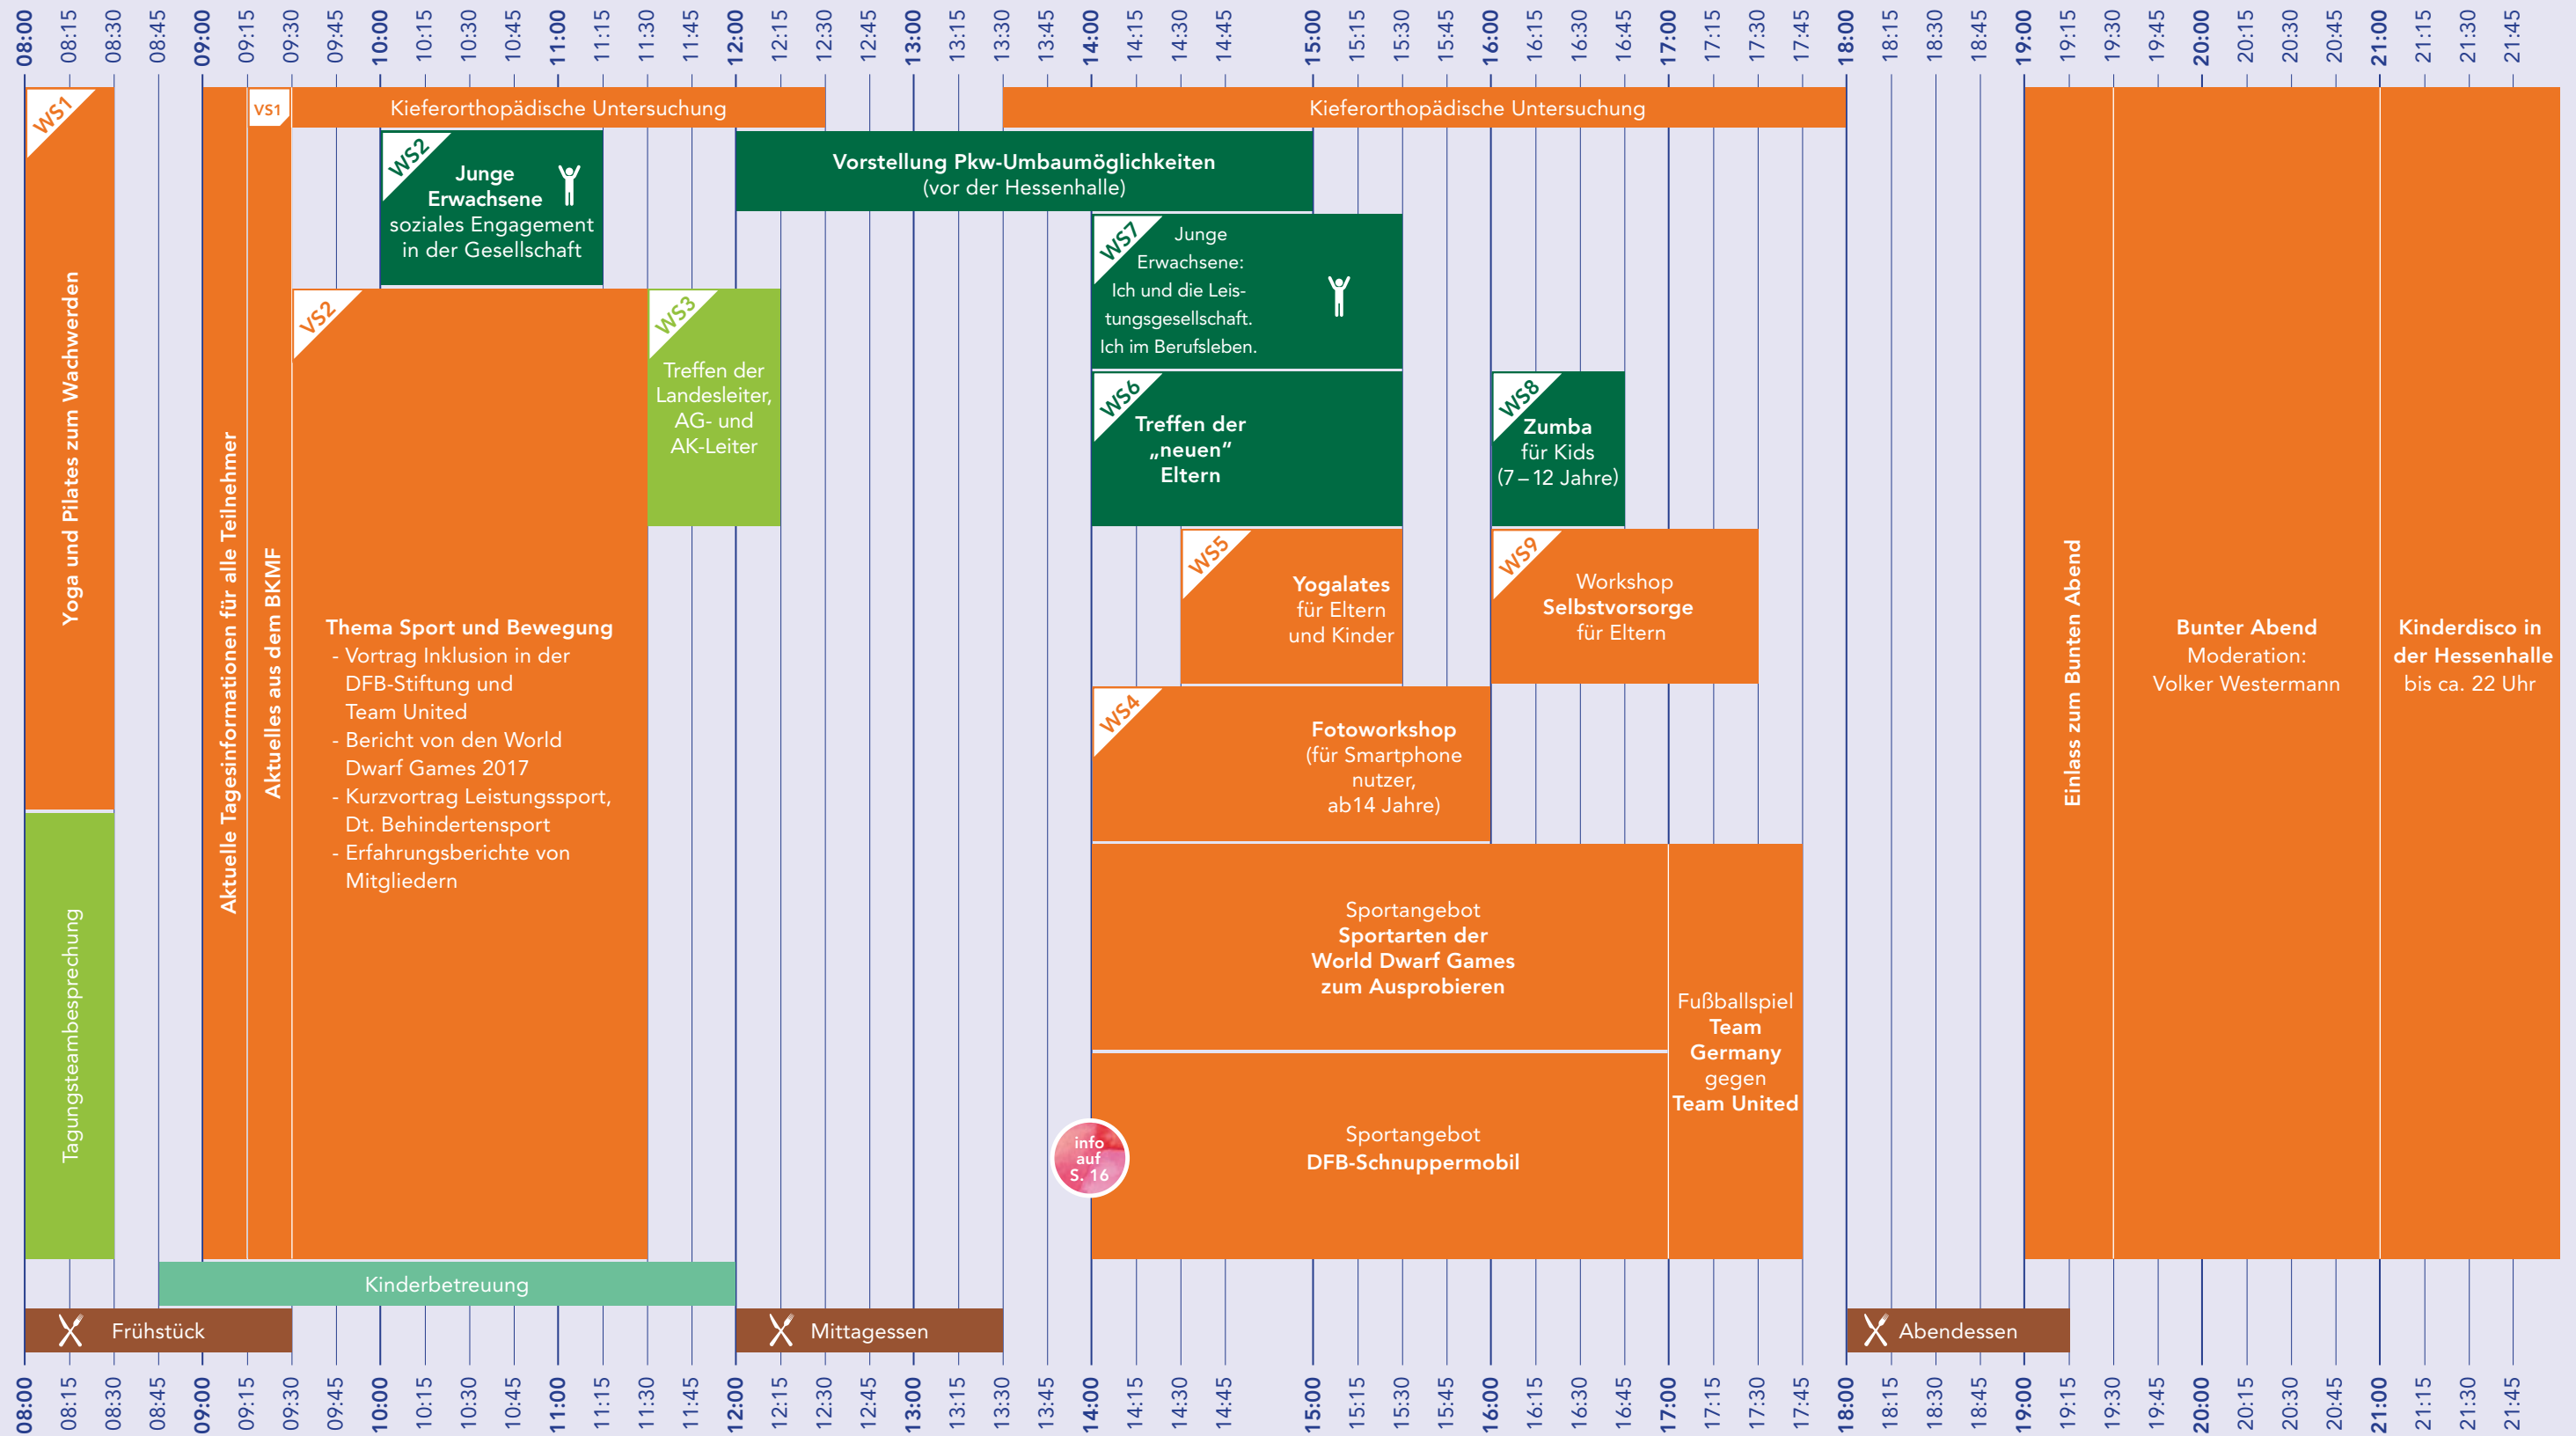 08:00
08:15
08:30
08:45
09:00
09:15
09:30
09:45
10:00
10:15
10:30
10:45
11:00
11:15
11:30
11:45
12:00
12:15
12:30
12:45
13:00
13:15
13:30
13:45
14:00
14:15
14:30
14:45
15:00
15:15
15:30
15:45
16:00
16:15
16:30
16:45
17:00
17:15
17:30
17:45
18:00
18:15
18:30
18:45
19:00
19:15
19:30
19:45
20:00
20:15
20:30
20:45
21:00
21:15
21:30
21:45
WS1
Yoga und Pilates zum Wachwerden
Tagungsteambesprechung
Aktuelle Tagesinformationen für alle Teilnehmer
VS1
Aktuelles aus dem BKMF
Kieferorthopädische Untersuchung
Kieferorthopädische Untersuchung
WS2
Junge
Erwachsene
soziales Engagement
in der Gesellschaft
Vorstellung Pkw-Umbaumöglichkeiten
(vor der Hessenhalle)
VS2
Thema Sport und Bewegung
- Vortrag Inklusion in der
DFB-Stiftung und
Team United
- Bericht von den World
Dwarf Games 2017
- Kurzvortrag Leistungssport,
Dt. Behindertensport
- Erfahrungsberichte von
Mitgliedern
WS3
Treffen der
Landesleiter,
AG- und
AK-Leiter
WS7
Junge
Erwachsene:
Ich und die Leis-
tungsgesellschaft.
Ich im Berufsleben.
WS6
Treffen der
„neuen“
Eltern
WS8
Zumba
für Kids
(7 – 12 Jahre)
WS5
Yogalates
für Eltern
und Kinder
WS9
Workshop
Selbstvorsorge
für Eltern
WS4
Fotoworkshop
(für Smartphone
nutzer,
ab14 Jahre)
Sportangebot
Sportarten der
World Dwarf Games
zum Ausprobieren
Fußballspiel
Team
Germany
gegen
Team United
info
auf
S. 16
Sportangebot
DFB-Schnuppermobil
Einlass zum Bunten Abend
Bunter Abend
Moderation:
Volker Westermann
Kinderdisco in
der Hessenhalle
bis ca. 22 Uhr
Kinderbetreuung
Frühstück
Mittagessen
Abendessen
08:00
08:15
08:30
08:45
09:00
09:15
09:30
09:45
10:00
10:15
10:30
10:45
11:00
11:15
11:30
11:45
12:00
12:15
12:30
12:45
13:00
13:15
13:30
13:45
14:00
14:15
14:30
14:45
15:00
15:15
15:30
15:45
16:00
16:15
16:30
16:45
17:00
17:15
17:30
17:45
18:00
18:15
18:30
18:45
19:00
19:15
19:30
19:45
20:00
20:15
20:30
20:45
21:00
21:15
21:30
21:45